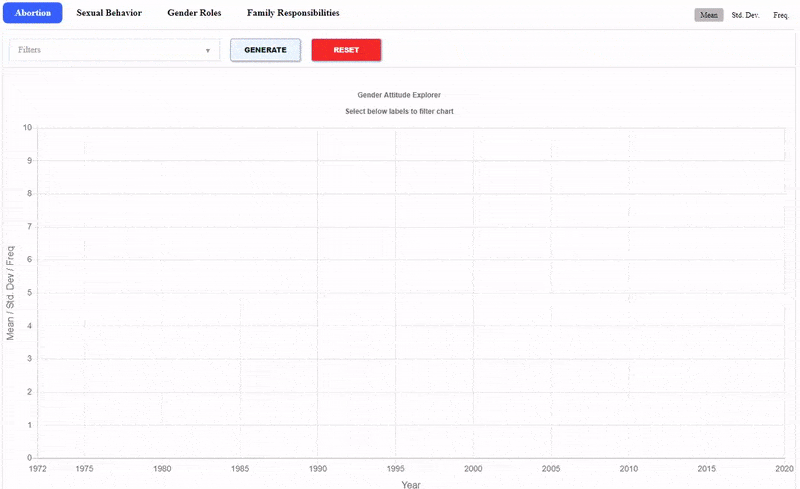 Abortion Sexual Behavior Gender Roles Family Responsibilities Mean Std. Dev. Freq.
Filters ▼ GENERATE RESET
Gender Attitude Explorer
Select below labels to filter chart
10
9
8
7
6
5
4
3
2
1
0
Mean / Std. Dev / Freq
1972 1975 1980 1985 1990 1995 2000 2005 2010 2015 2020
Year